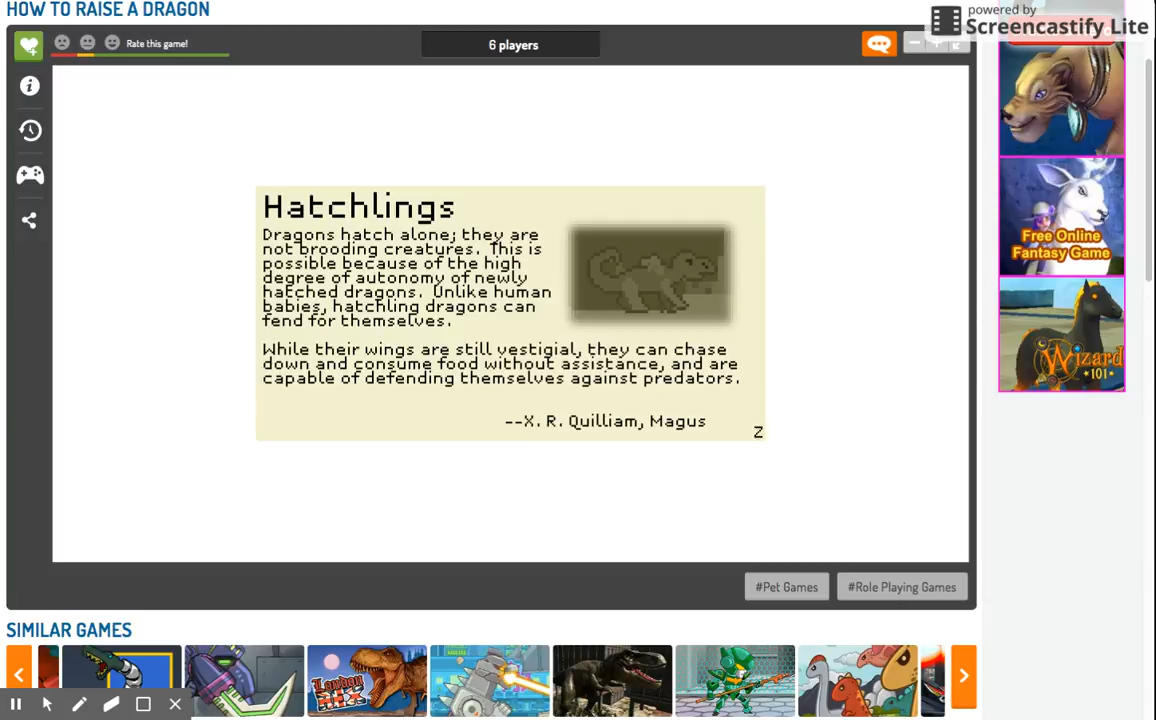 HOW TO RAISE A DRAGON
powered by
Screencastify Lite
Rate this game!
6 players
Hatchlings
Dragons hatch alone; they are
not brooding creatures. This is
possible because of the high
degree of autonomy of newly
hatched dragons. Unlike human
babies, hatchling dragons can
fend for themselves.
While their wings are still vestigial, they can chase
down and consume food without assistance, and are
capable of defending themselves against predators.
--X. R. Quilliam, Magus
Z
Free Online
Fantasy Game
Wizard
101
#Pet Games
#Role Playing Games
SIMILAR GAMES
London
REX